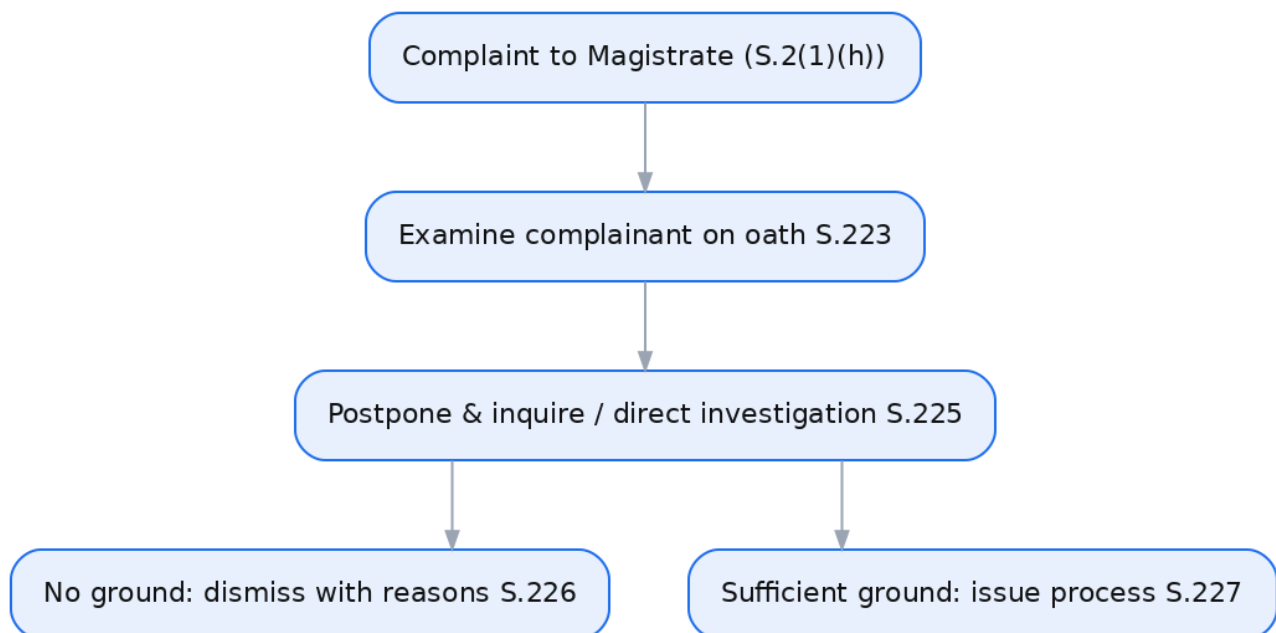 Complaint to Magistrate (S.2(1)(h))
Examine complainant on oath S.223
Postpone & inquire / direct investigation S.225
No ground: dismiss with reasons S.226
Sufficient ground: issue process S.227